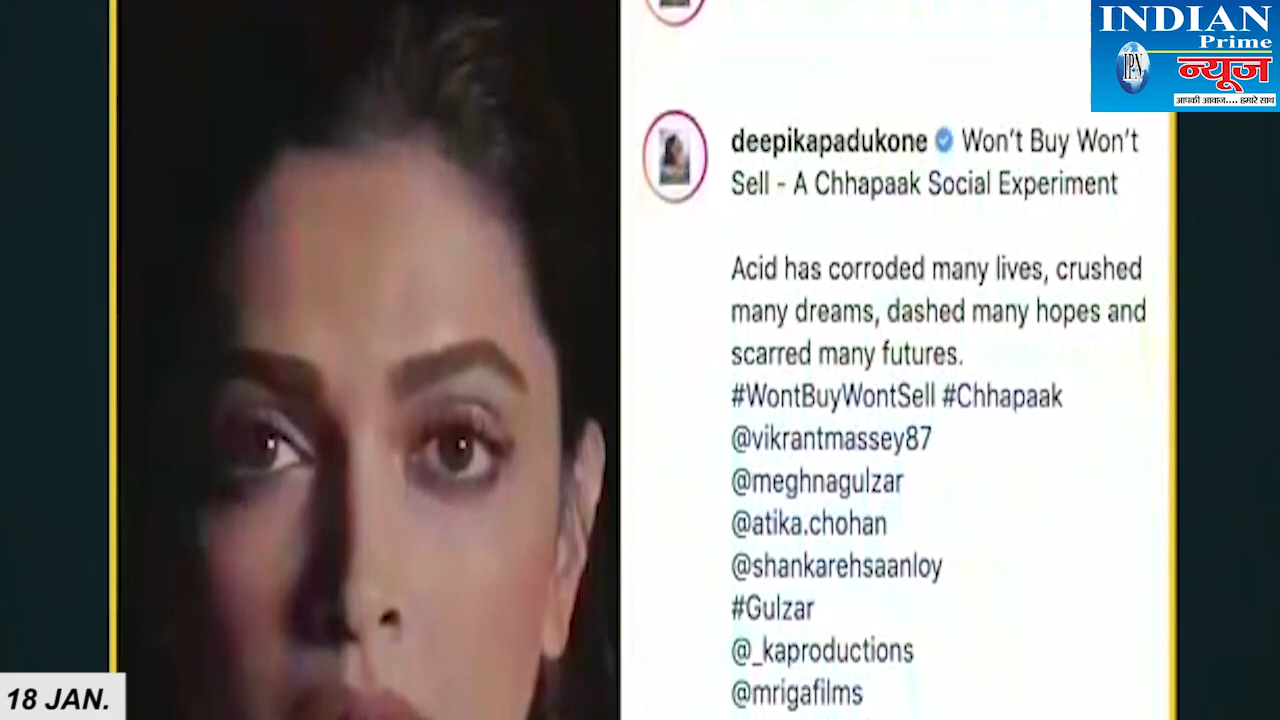 INDIAN
Prime
IPN
न्यूज
आपकी आवाज.... हमारे साथ
deepikapadukone Won't Buy Won't
Sell - A Chhapaak Social Experiment
Acid has corroded many lives, crushed
many dreams, dashed many hopes and
scarred many futures.
#WontBuyWontSell #Chhapaak
@vikrantmassey87
@meghnagulzar
@atika.chohan
@shankarehsaanloy
#Gulzar
@_kaproductions
@mrigafilms
18 JAN.